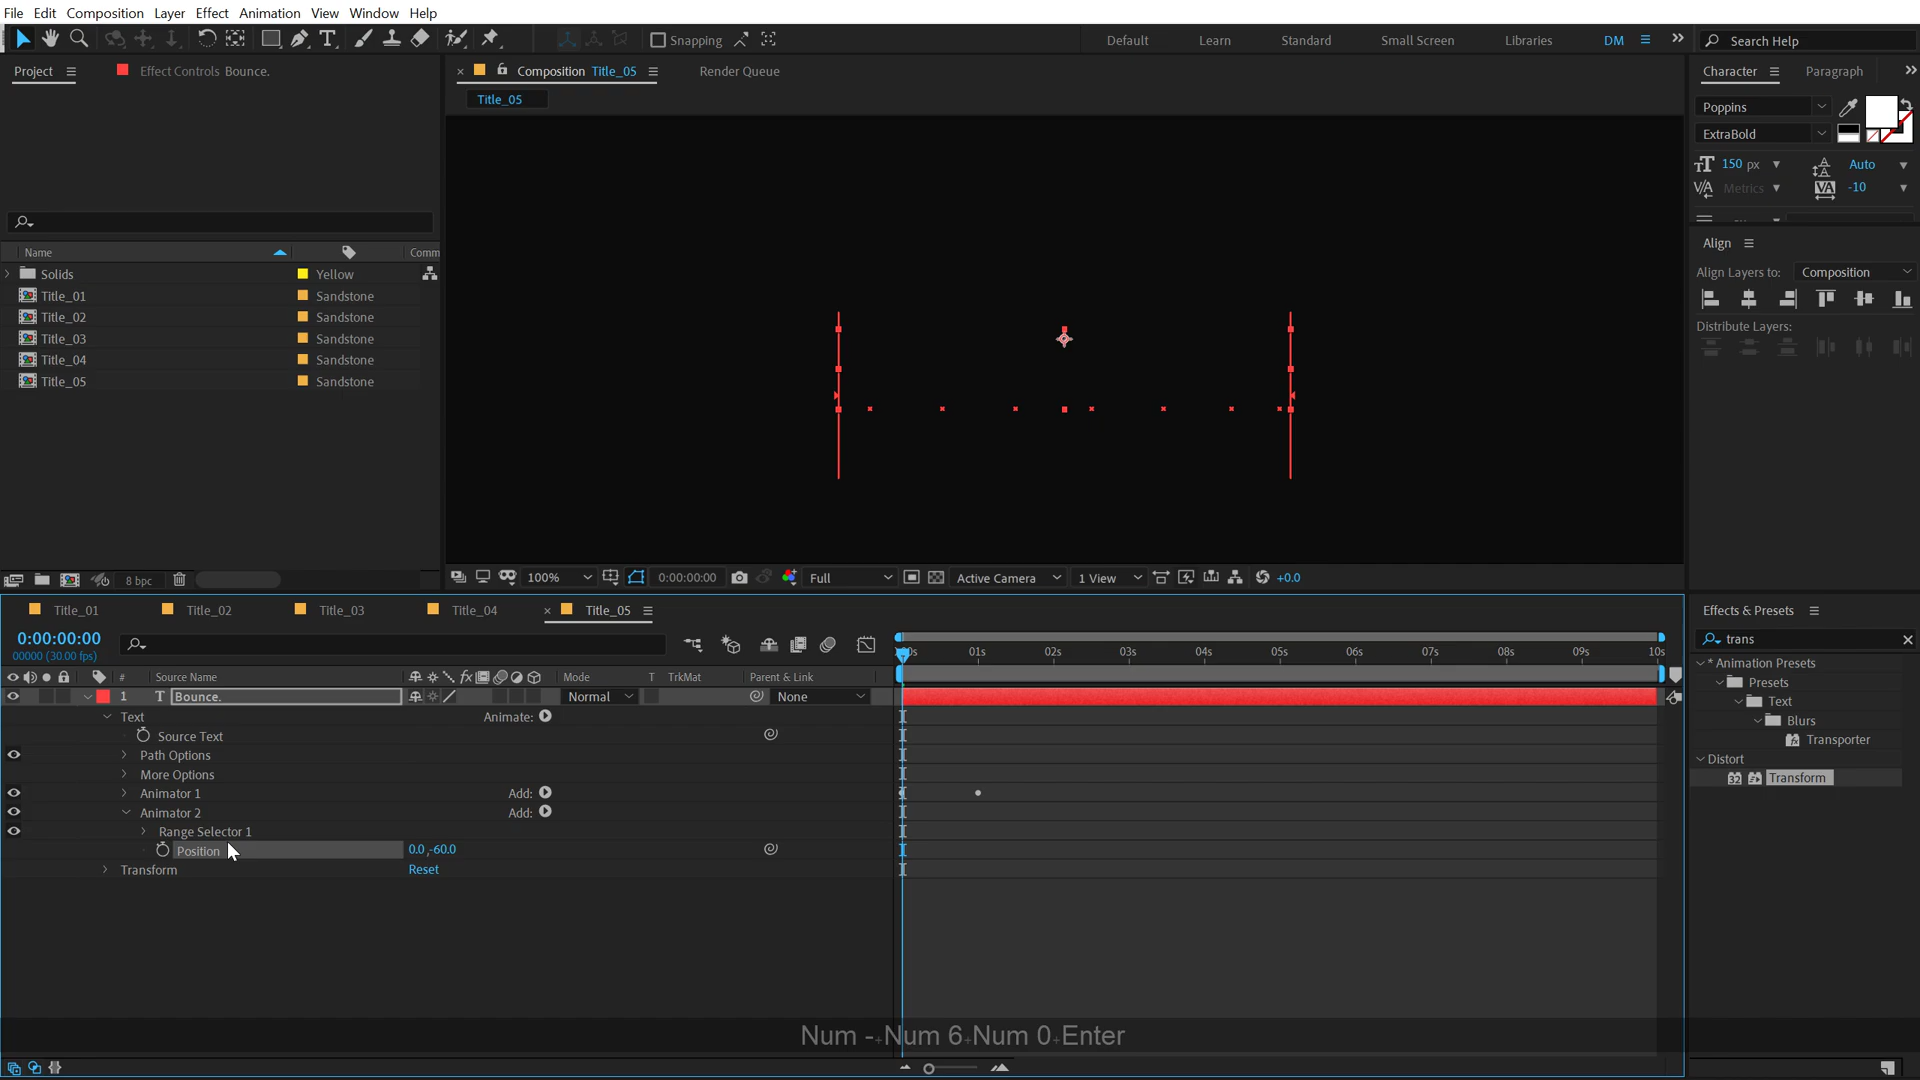 File Edit Composition Layer Effect Animation View Window Help
Snapping
Default Learn Standard Small Screen Libraries DM Search Help
Project Effect Controls Bounce.
Composition Title_05 Render Queue
Title_05
Character Paragraph
Poppins
ExtraBold
150 px Auto
Metrics -10
Align
Align Layers to: Composition
Distribute Layers:
Name Comm
Solids Yellow
Title_01 Sandstone
Title_02 Sandstone
Title_03 Sandstone
Title_04 Sandstone
Title_05 Sandstone
8 bpc
100% 0:00:00:00 Full Active Camera 1 View +0.0
Title_01 Title_02 Title_03 Title_04 Title_05
0:00:00:00
00000 (30.00 fps)
01s 02s 03s 04s 05s 06s 07s 08s 09s 10s
# Source Name Mode T TrkMat Parent & Link
1 T Bounce. Normal None
Text Animate:
Source Text
Path Options
More Options
Animator 1 Add:
Animator 2 Add:
Range Selector 1
Position 0.0,-60.0
Transform Reset
Effects & Presets
trans
* Animation Presets
Presets
Text
Blurs
Transporter
Distort
32 Transform
Num -+Num 6+Num 0+Enter